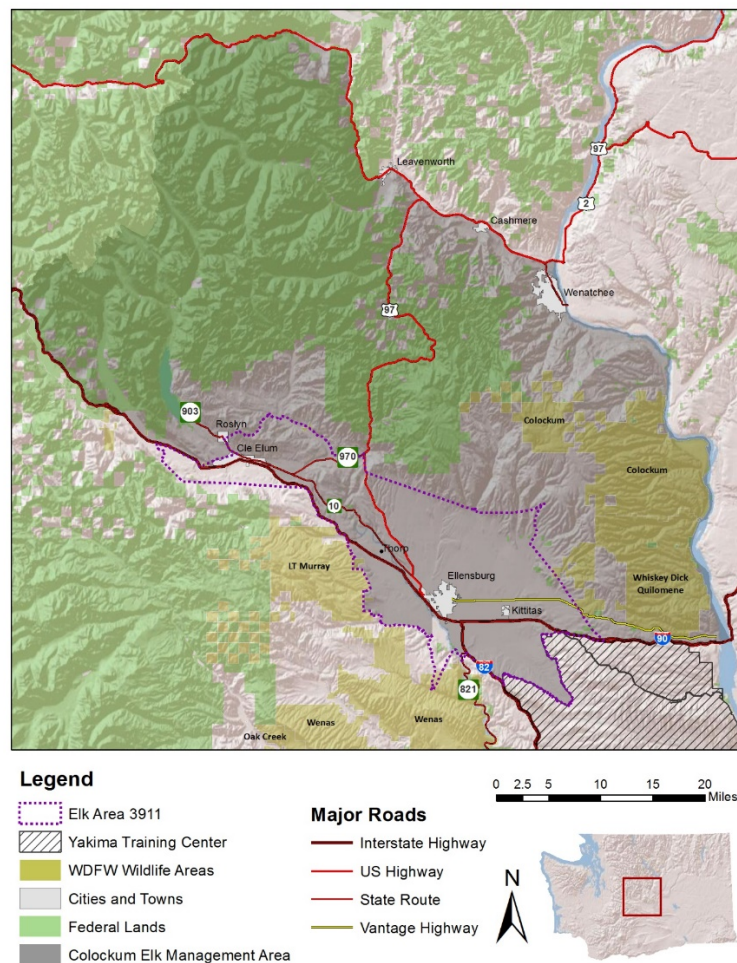 Leavenworth
97
Cashmere
2
Wenatchee
97
903
Roslyn
Colockum
Cle Elum
970
Colockum
10
Thorp
LT Murray
Ellensburg
Whiskey Dick
Quilomene
Kittitas
90
82
821
Wenas
Wenas
Oak Creek
Legend
Elk Area 3911
Yakima Training Center
WDFW Wildlife Areas
Cities and Towns
Federal Lands
Colockum Elk Management Area
Major Roads
Interstate Highway
US Highway
State Route
Vantage Highway
0 2.5 5 10 15 20
Miles
N